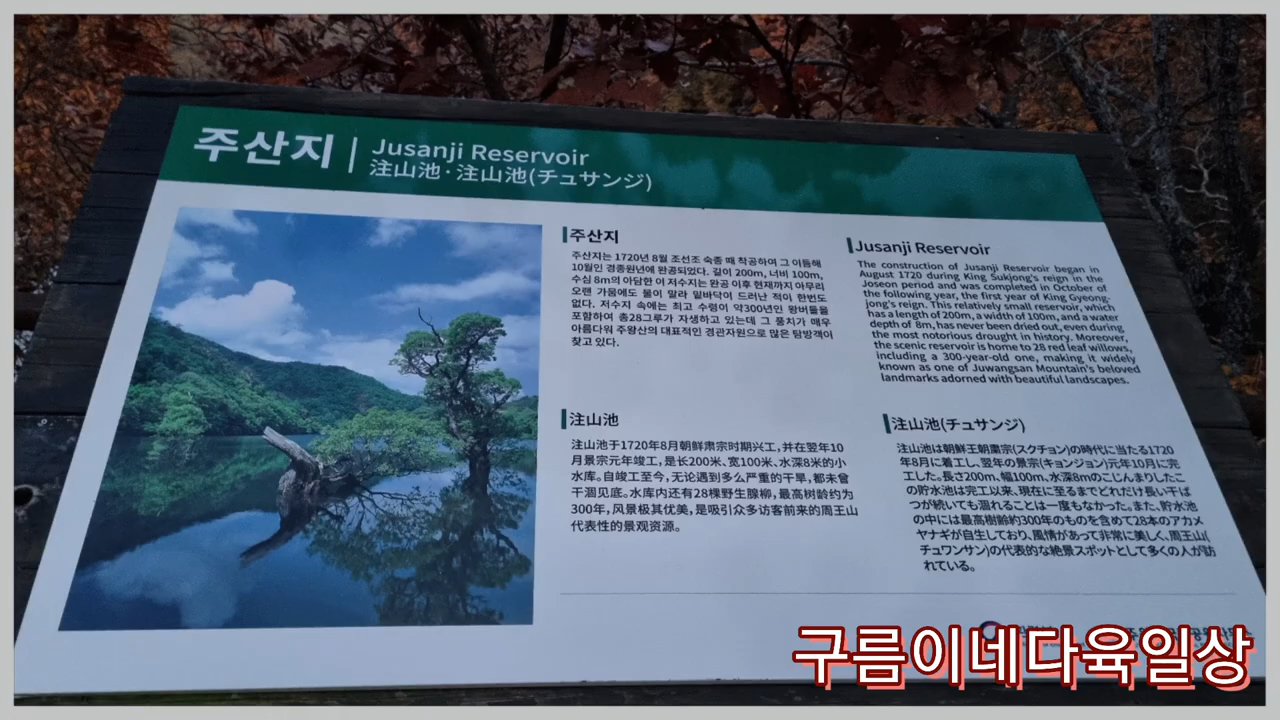 주산지
Jusanji Reservoir
注山池·注山池(チュサンジ)
주산지
주산지는 1720년 8월 조선조 숙종 때 착공하여 그 이듬해
10월인 경종원년에 완공되었다. 길이 200m, 너비 100m,
수심 8m의 아담한 이 저수지는 완공 이후 현재까지 아무리
오랜 가뭄에도 물이 말라 밑바닥이 드러난 적이 한번도
없다. 저수지 속에는 최고 수령이 약300년인 왕버들을
포함하여 총28그루가 자생하고 있는데 그 풍치가 매우
아름다워 주왕산의 대표적인 경관자원으로 많은 탐방객이
찾고 있다.
Jusanji Reservoir
The construction of Jusanji Reservoir began in
August 1720 during King Sukjong's reign in the
Joseon period and was completed in October of
the following year, the first year of King Gyeong-
jong's reign. This relatively small reservoir, which
has a length of 200m, a width of 100m, and a water
depth of 8m, has never been dried out, even during
the most notorious drought in history. Moreover,
the scenic reservoir is home to 28 red leaf willows,
including a 300-year-old one, making it widely
known as one of Juwangsan Mountain's beloved
landmarks adorned with beautiful landscapes.
注山池
注山池于1720年8月朝鲜肃宗时期兴工,并在翌年10
月景宗元年竣工,是长200米、宽100米、水深8米的小
水库。自竣工至今,无论遇到多么严重的干旱,都未曾
干涸见底。水库内还有28棵野生腺柳,最高树龄约为
300年,风景极其优美,是吸引众多访客前来的周王山
代表性的景观资源。
注山池(チュサンジ)
注山池は朝鮮王朝粛宗(スクチョン)の時代に当たる1720
年8月に着工し、翌年の景宗(キョンジョン)元年10月に完
工した。長さ200m、幅100m、水深8mのこじんまりしたこ
の貯水池は完工以来、現在に至るまでどれだけ長い干ば
つが続いても涸れることは一度もなかった。また、貯水池
の中には最高樹齢約300年のものを含めて28本のアカメ
ヤナギが自生しており、風情があって非常に美しく、周王山(
チュワンサン)の代表的な絶景スポットとして多くの人が訪
れている。
구름이네다육일상